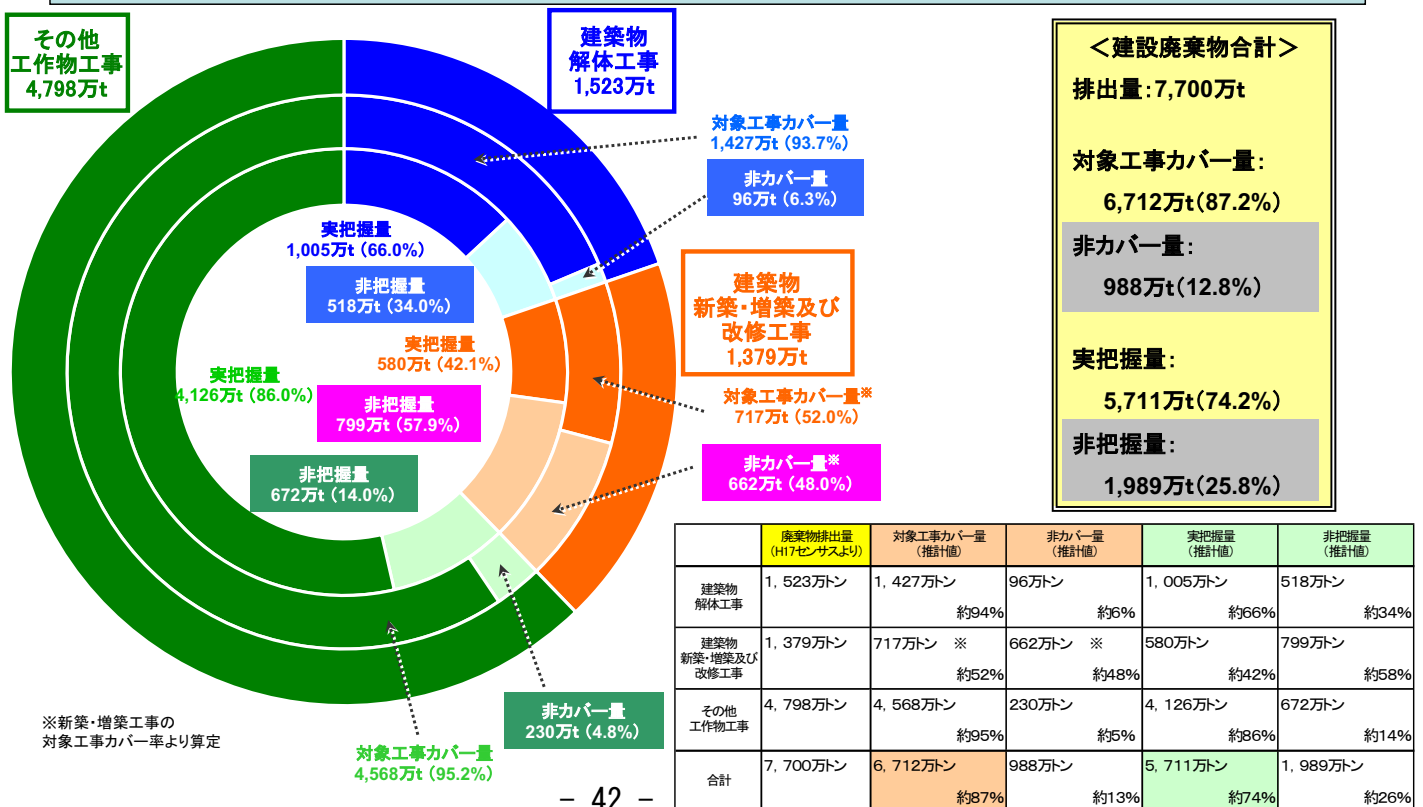 その他
工作物工事
4,798万t
建築物
解体工事
1,523万t
対象工事カバー量
1,427万t (93.7%)
非カバー量
96万t (6.3%)
実把握量
1,005万t (66.0%)
非把握量
518万t (34.0%)
建築物
新築・増築及び
改修工事
1,379万t
実把握量
580万t (42.1%)
実把握量
4,126万t (86.0%)
非把握量
799万t (57.9%)
対象工事カバー量※
717万t (52.0%)
非把握量
672万t (14.0%)
非カバー量※
662万t (48.0%)
非カバー量
230万t (4.8%)
対象工事カバー量
4,568万t (95.2%)
※新築・増築工事の
対象工事カバー率より算定
＜建設廃棄物合計＞
排出量：7,700万t
対象工事カバー量：
6,712万t(87.2%)
非カバー量：
988万t(12.8%)
実把握量：
5,711万t(74.2%)
非把握量：
1,989万t(25.8%)
廃棄物排出量 対象工事カバー量 非カバー量 実把握量 非把握量
(H17センサスより) (推計値) (推計値) (推計値) (推計値)
建築物 解体工事 1，523万トン 1，427万トン 96万トン 1，005万トン 518万トン
約94% 約6% 約66% 約34%
建築物 新築・増築及び 改修工事 1，379万トン 717万トン ※ 662万トン ※ 580万トン 799万トン
約52% 約48% 約42% 約58%
その他 工作物工事 4，798万トン 4，568万トン 230万トン 4，126万トン 672万トン
約95% 約5% 約86% 約14%
合計 7，700万トン 6，712万トン 988万トン 5，711万トン 1，989万トン
約87% 約13% 約74% 約26%
－ 42 －